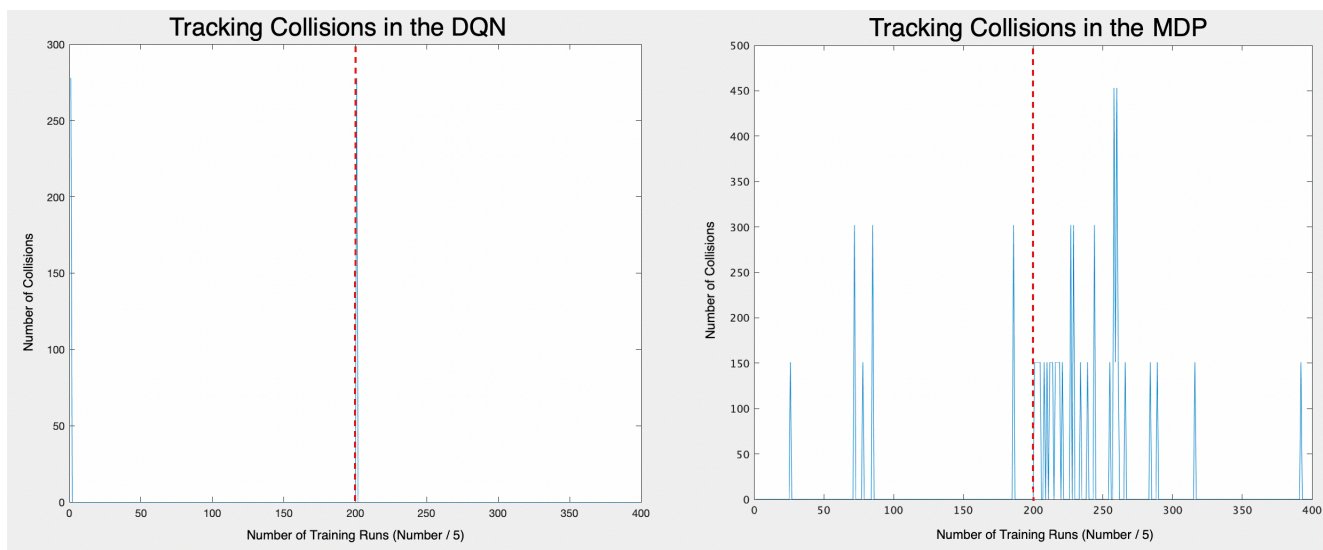 Tracking Collisions in the DQN
300
250
200
150
100
50
0
Number of Collisions
0 50 100 150 200 250 300 350 400
Number of Training Runs (Number / 5)
Tracking Collisions in the MDP
500
450
400
350
300
250
200
150
100
50
0
Number of Collisions
0 50 100 150 200 250 300 350 400
Number of Training Runs (Number / 5)